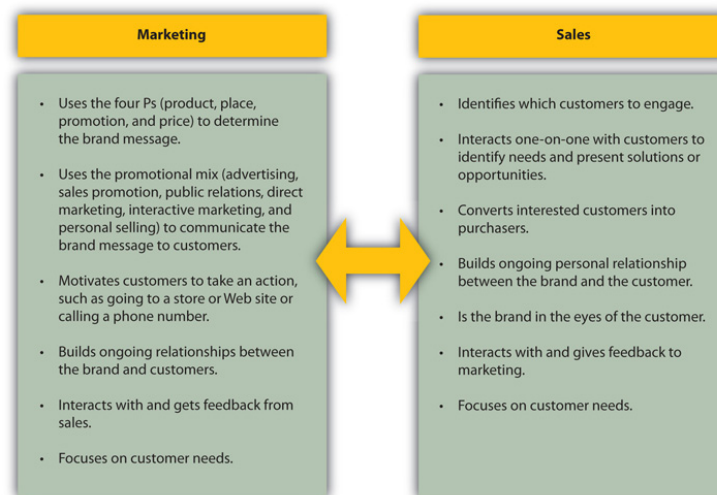 Marketing
• Uses the four Ps (product, place,
promotion, and price) to determine
the brand message.
• Uses the promotional mix (advertising,
sales promotion, public relations, direct
marketing, interactive marketing, and
personal selling) to communicate the
brand message to customers.
• Motivates customers to take an action,
such as going to a store or Web site or
calling a phone number.
• Builds ongoing relationships between
the brand and customers.
• Interacts with and gets feedback from
sales.
• Focuses on customer needs.
Sales
• Identifies which customers to engage.
• Interacts one-on-one with customers to
identify needs and present solutions or
opportunities.
• Converts interested customers into
purchasers.
• Builds ongoing personal relationship
between the brand and the customer.
• Is the brand in the eyes of the customer.
• Interacts with and gives feedback to
marketing.
• Focuses on customer needs.